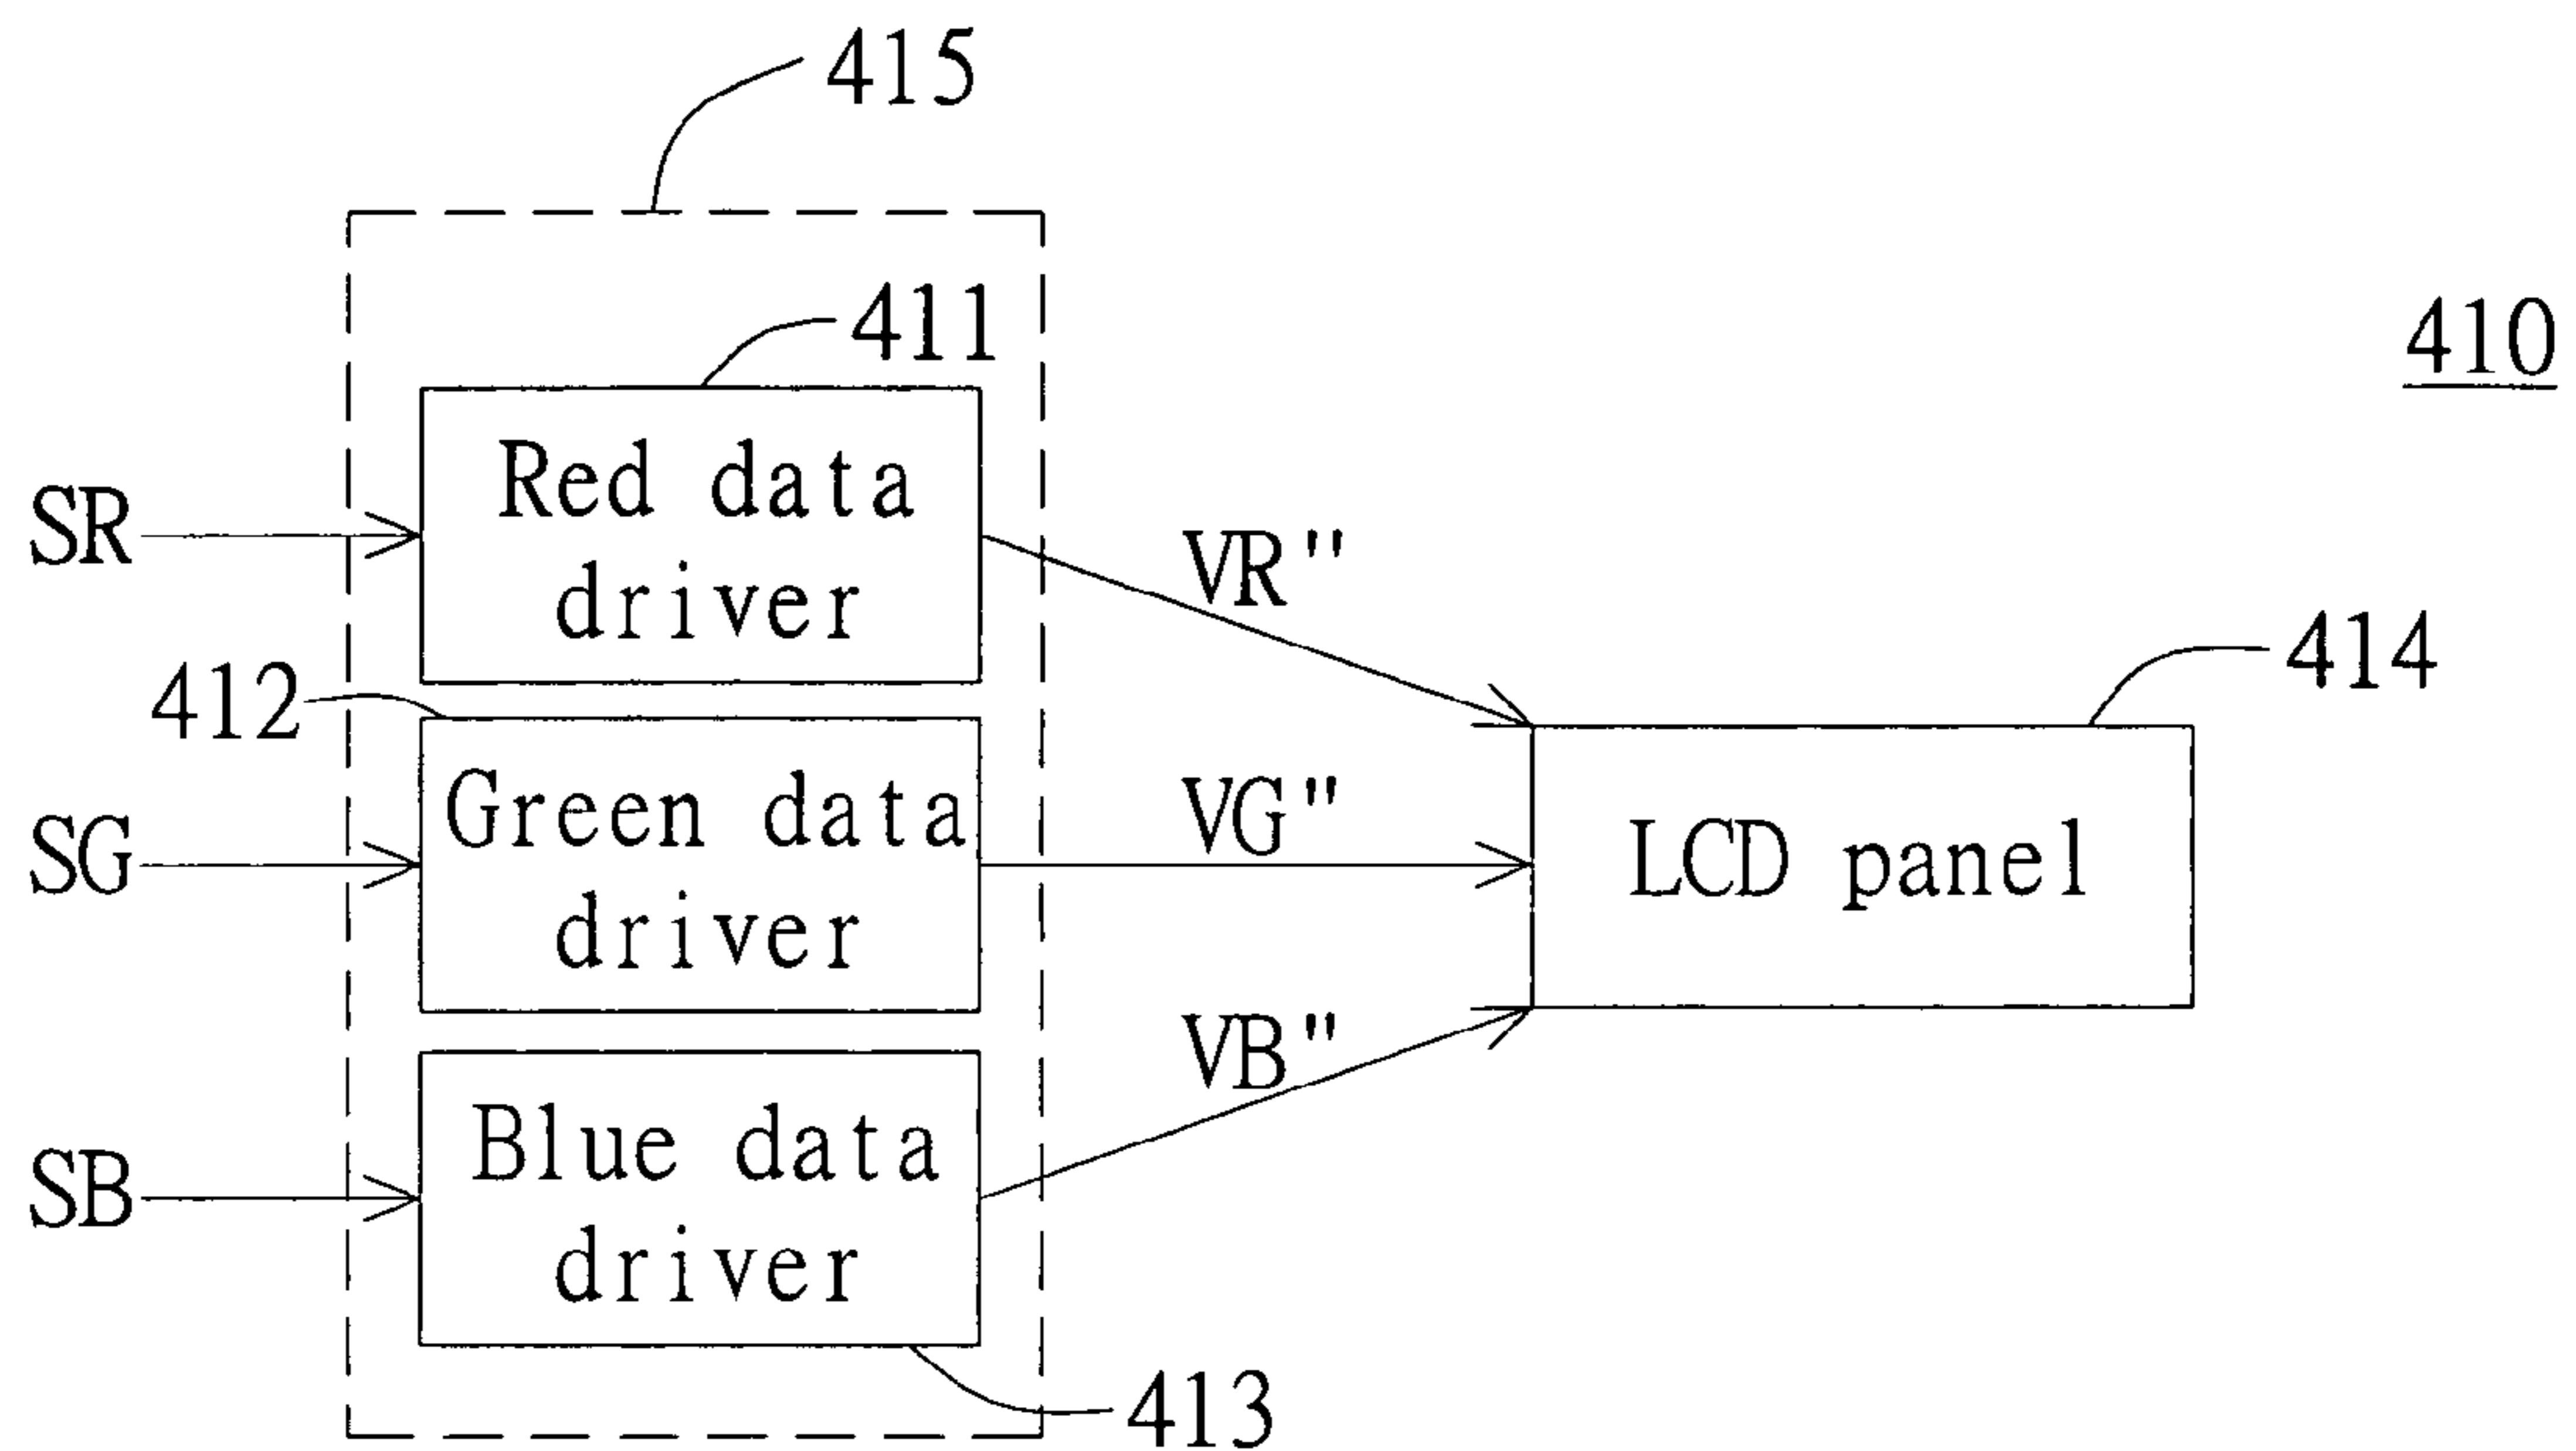 415
411
410
Red data
driver
SR
VR"
412
414
Green data
driver
SG
VG"
LCD panel
VB"
Blue data
driver
SB
413